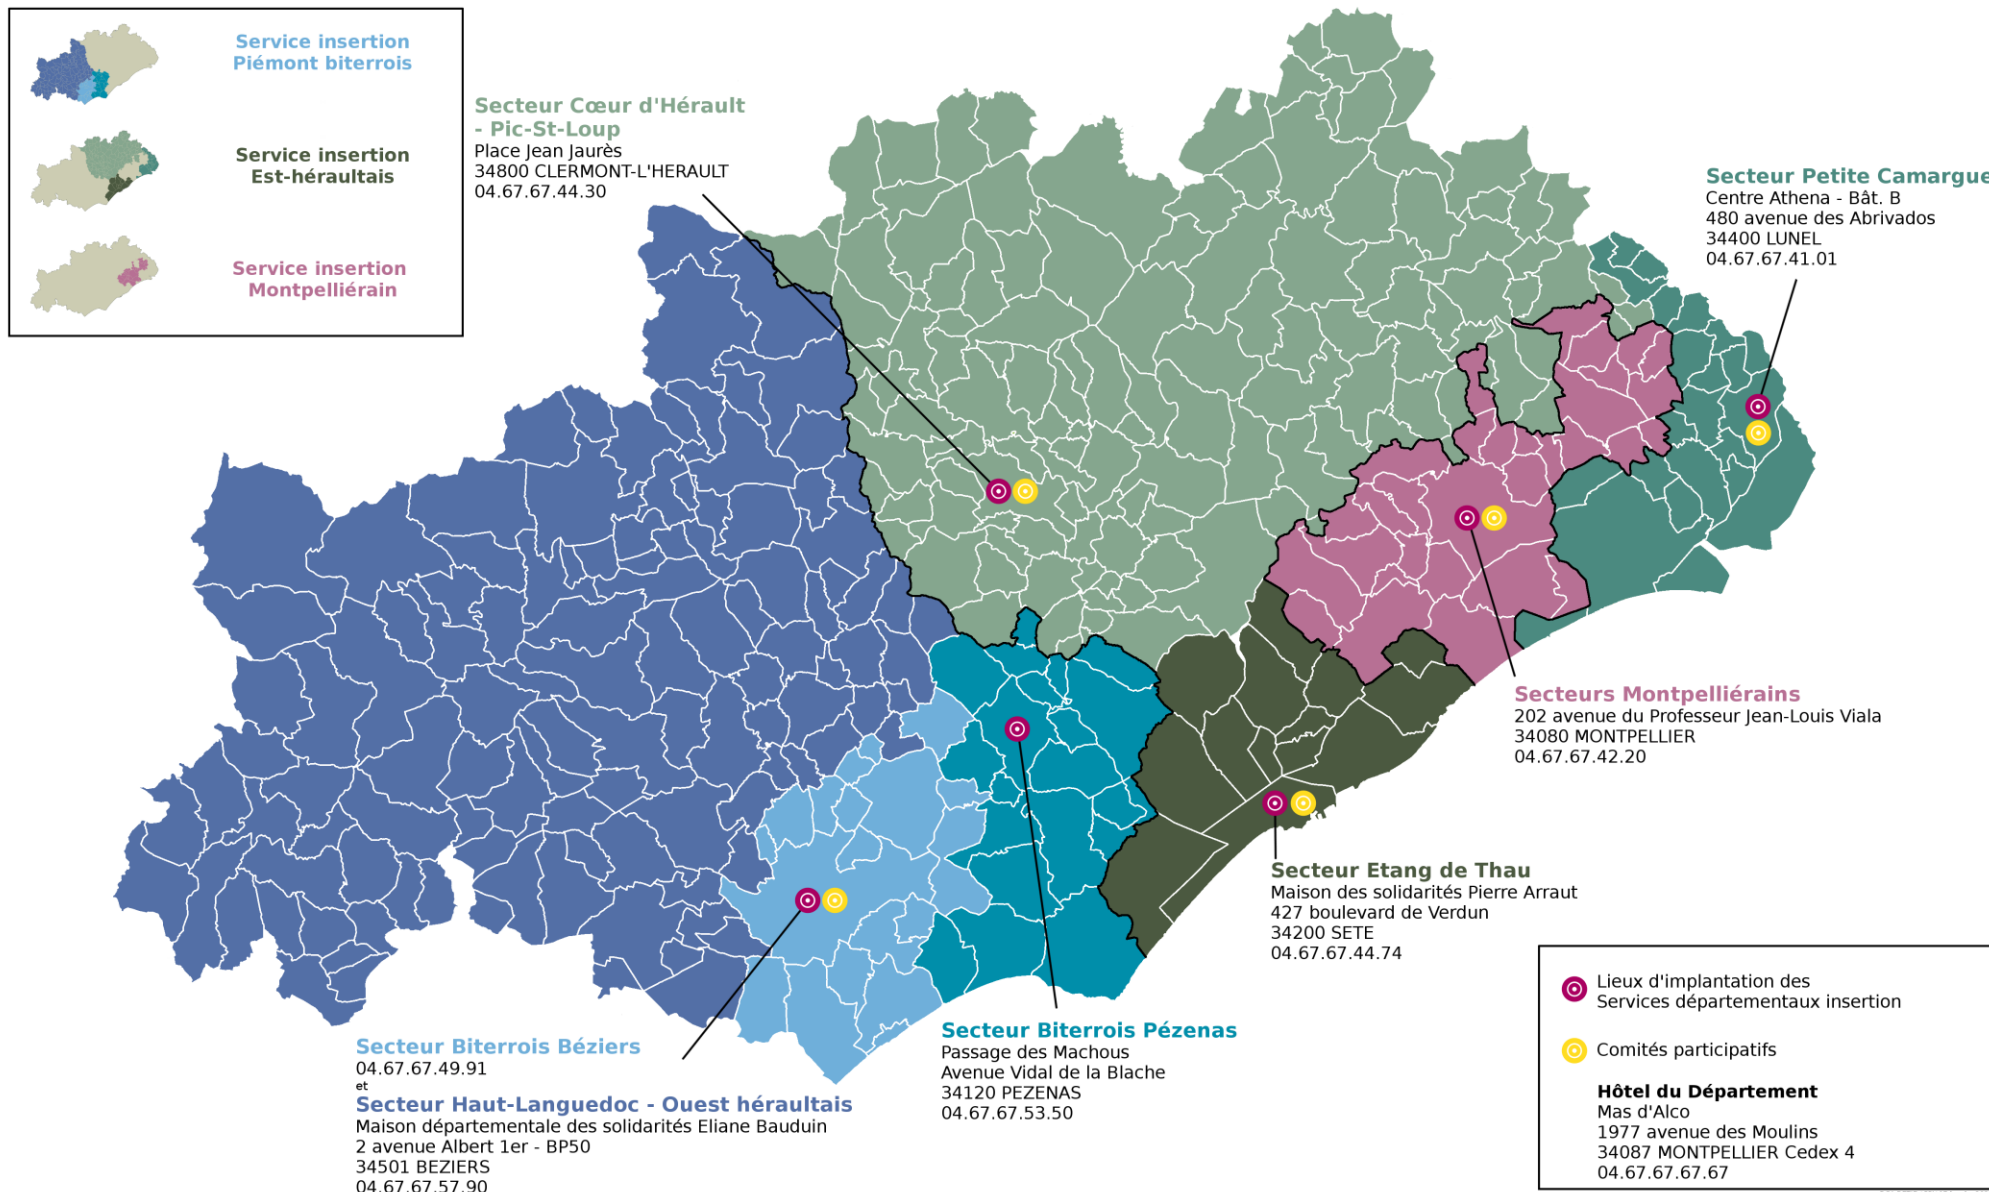 Service insertion
Piémont biterrois
Service insertion
Est-héraultais
Service insertion
Montpelliérain
Secteur Cœur d'Hérault
- Pic-St-Loup
Place Jean Jaurès
34800 CLERMONT-L'HERAULT
04.67.67.44.30
Secteur Petite Camargue
Centre Athena - Bât. B
480 avenue des Abrivados
34400 LUNEL
04.67.67.41.01
Secteurs Montpelliérains
202 avenue du Professeur Jean-Louis Viala
34080 MONTPELLIER
04.67.67.42.20
Secteur Etang de Thau
Maison des solidarités Pierre Arraut
427 boulevard de Verdun
34200 SETE
04.67.67.44.74
Secteur Biterrois Pézenas
Passage des Machous
Avenue Vidal de la Blache
34120 PEZENAS
04.67.67.53.50
Secteur Biterrois Béziers
04.67.67.49.91
et
Secteur Haut-Languedoc - Ouest héraultais
Maison départementale des solidarités Eliane Bauduin
2 avenue Albert 1er - BP50
34501 BEZIERS
04.67.67.57.90
Lieux d'implantation des
Services départementaux insertion
Comités participatifs
Hôtel du Département
Mas d'Alco
1977 avenue des Moulins
34087 MONTPELLIER Cedex 4
04.67.67.67.67